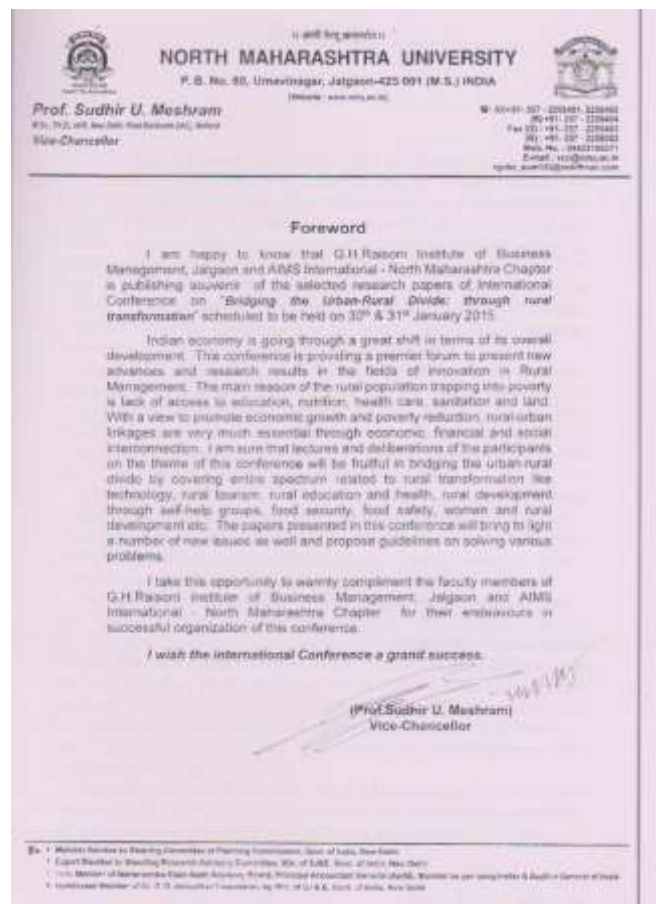 NORTH MAHARASHTRA UNIVERSITY
P. B. No. 80, Umavinagar, Jalgaon-425 001 (M.S.) INDIA
Prof. Sudhir U. Meshram
Vice-Chancellor
Foreword
I am happy to know that G.H.Raisoni Institute of Business
Management, Jalgaon and AIMS International - North Maharashtra Chapter
is publishing souvenir of the selected research papers of International
Conference on "Bridging the Urban-Rural Divide: through rural
transformation" scheduled to be held on 30th & 31st January 2015.
Indian economy is going through a great shift in terms of its overall
development. This conference is providing a premier forum to present new
advances and research results in the fields of innovation in Rural
Management. The main reason of the rural population trapping into poverty
is lack of access to education, nutrition, health care, sanitation and land.
With a view to promote economic growth and poverty reduction, rural-urban
linkages are very much essential through economic, financial and social
interconnection. I am sure that lectures and deliberations of the participants
on the theme of this conference will be fruitful in bridging the urban-rural
divide by covering entire spectrum related to rural transformation like
technology, rural tourism, rural education and health, rural development
through self-help groups, food security, food safety, women and rural
development etc. The papers presented in this conference will bring to light
a number of new issues as well and propose guidelines on solving various
problems.
I take this opportunity to warmly compliment the faculty members of
G.H.Raisoni Institute of Business Management, Jalgaon and AIMS
International - North Maharashtra Chapter for their endeavours in
successful organization of this conference.
I wish the international Conference a grand success.
(Prof.Sudhir U. Meshram)
Vice-Chancellor